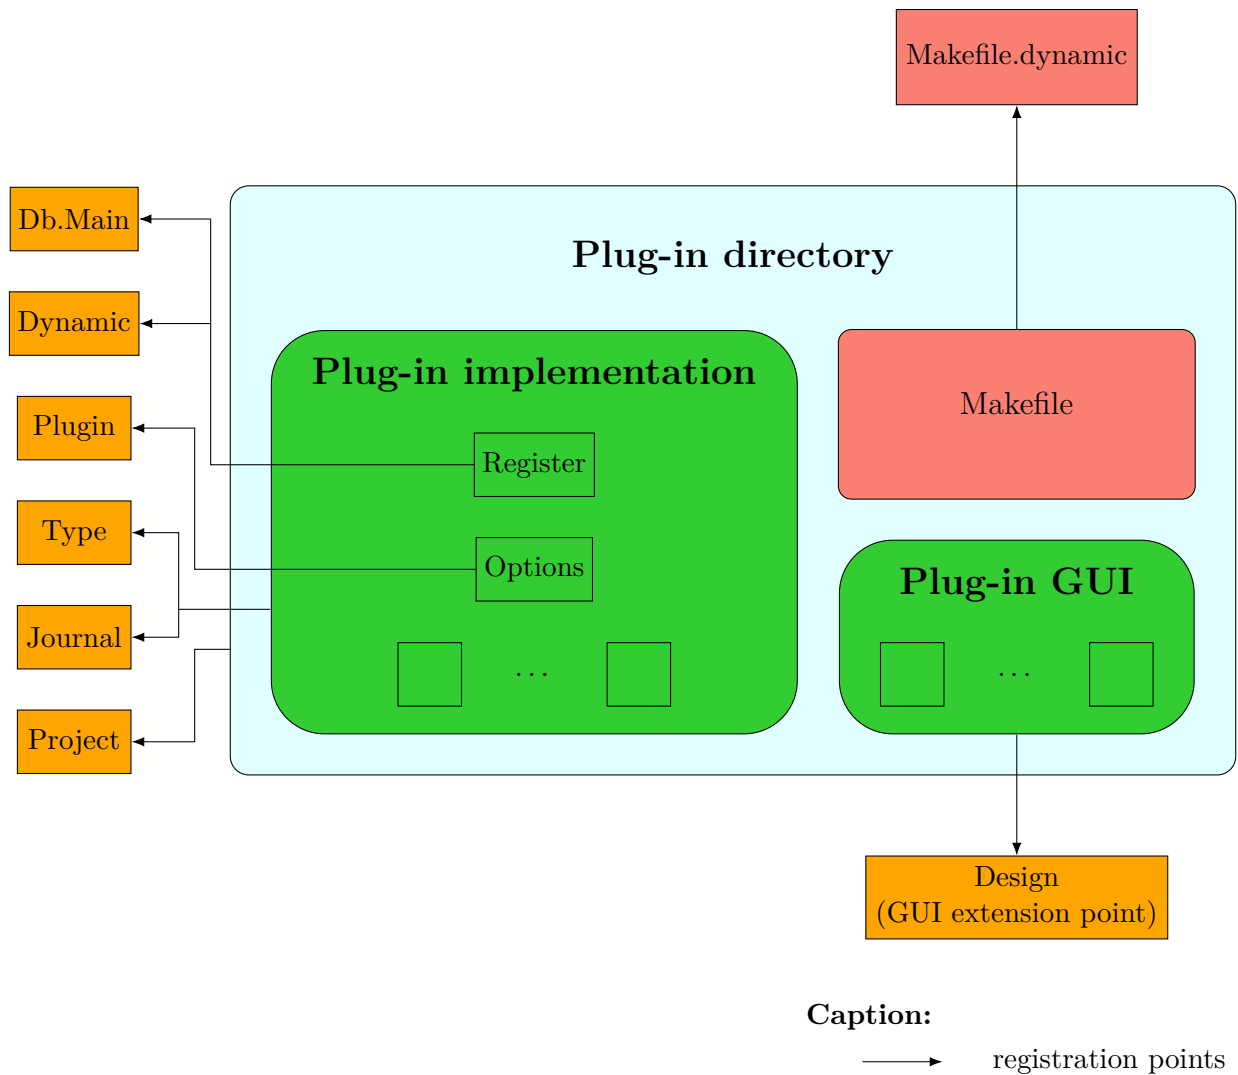 Makefile.dynamic
Db.Main
Plug-in directory
Dynamic
Plug-in implementation
Makefile
Plugin
Register
Type
Options
Plug-in GUI
Journal
...
...
Project
Design
(GUI extension point)
Caption:
registration points